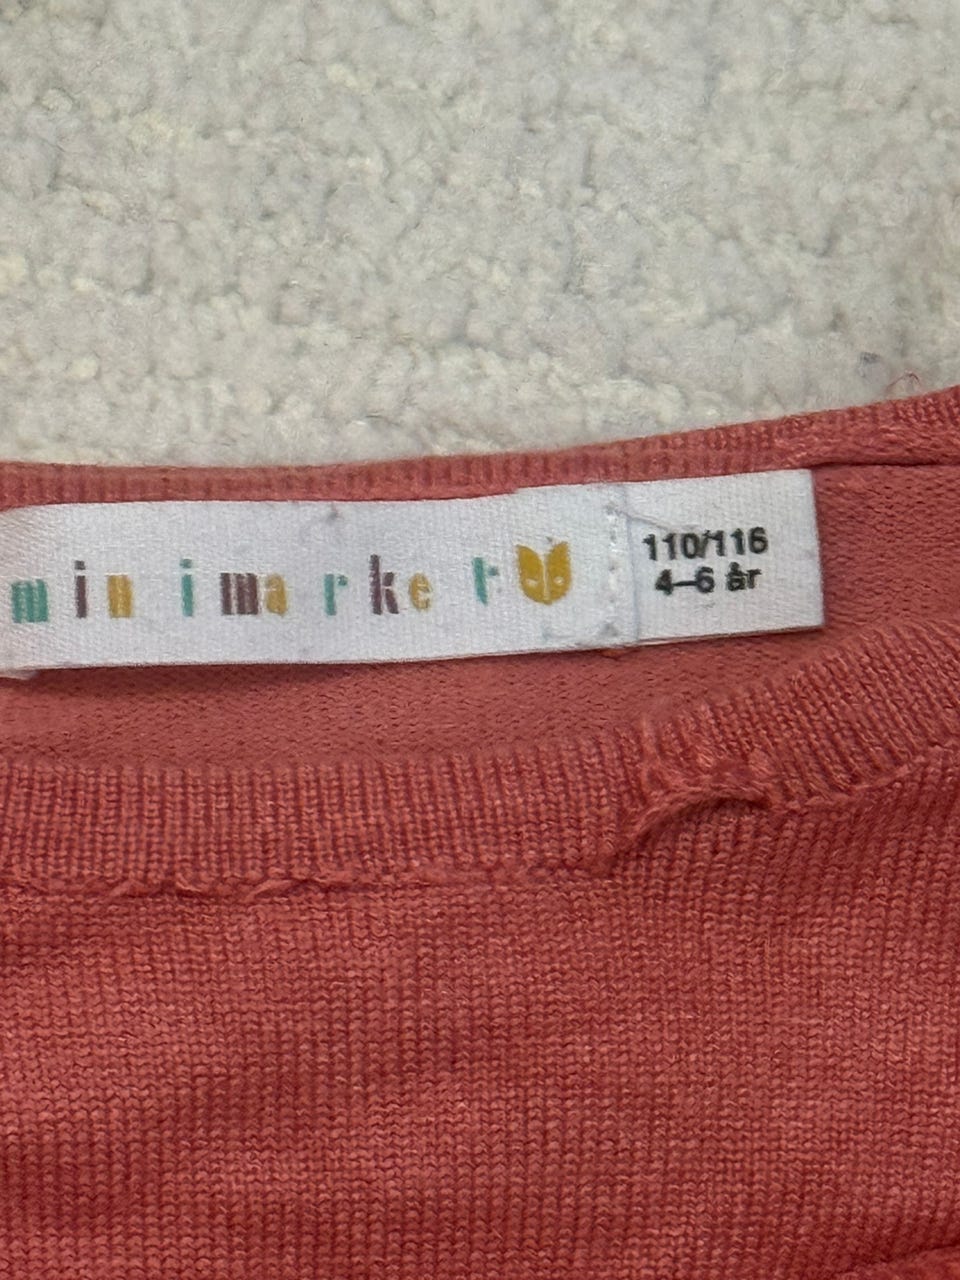 minimarket
110/116
4–6 år